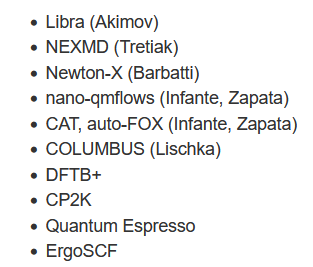 • Libra (Akimov)
• NEXMD (Tretiak)
• Newton-X (Barbatti)
• nano-qmflows (Infante, Zapata)
• CAT, auto-FOX (Infante, Zapata)
• COLUMBUS (Lischka)
• DFTB+
• CP2K
• Quantum Espresso
• ErgoSCF